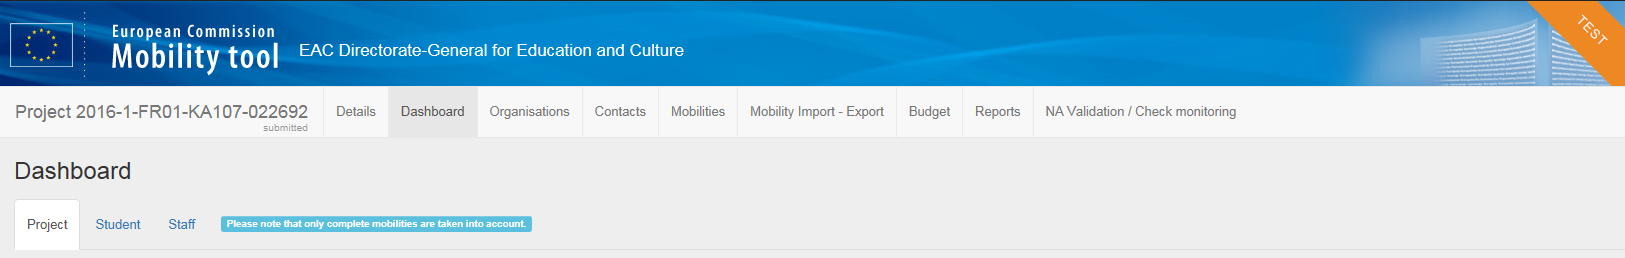 European Commission
Mobility tool
EAC Directorate-General for Education and Culture
TEST
Project 2016-1-FR01-KA107-022692
submitted
Details Dashboard Organisations Contacts Mobilities Mobility Import - Export Budget Reports NA Validation / Check monitoring
Dashboard
Project Student Staff Please note that only complete mobilities are taken into account.